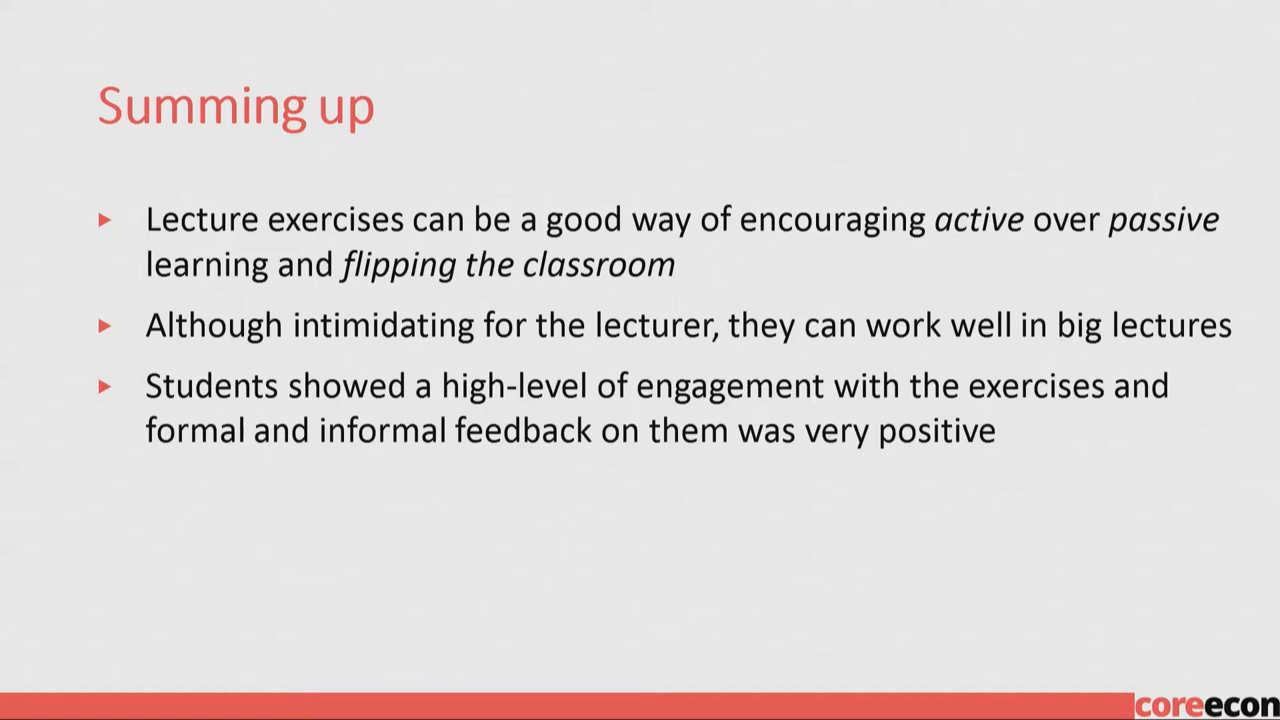 Summing up
Lecture exercises can be a good way of encouraging active over passive
learning and flipping the classroom
Although intimidating for the lecturer, they can work well in big lectures
Students showed a high-level of engagement with the exercises and
formal and informal feedback on them was very positive
coreecon